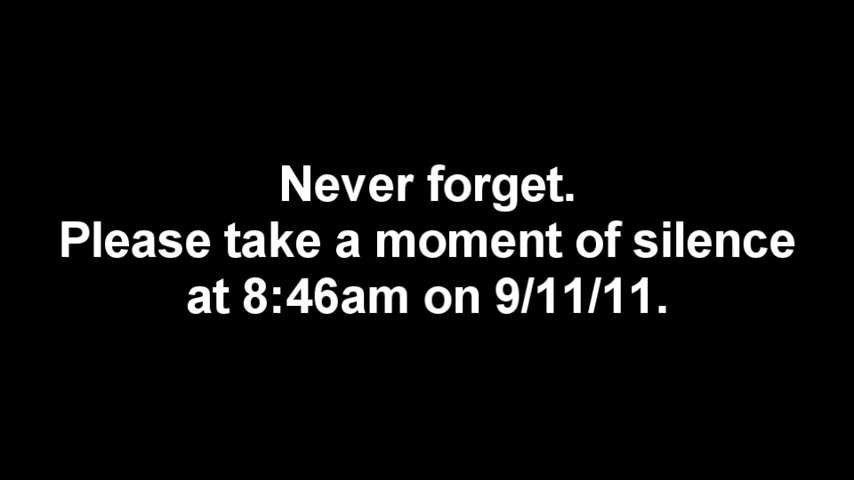 Never forget.
Please take a moment of silence
at 8:46am on 9/11/11.